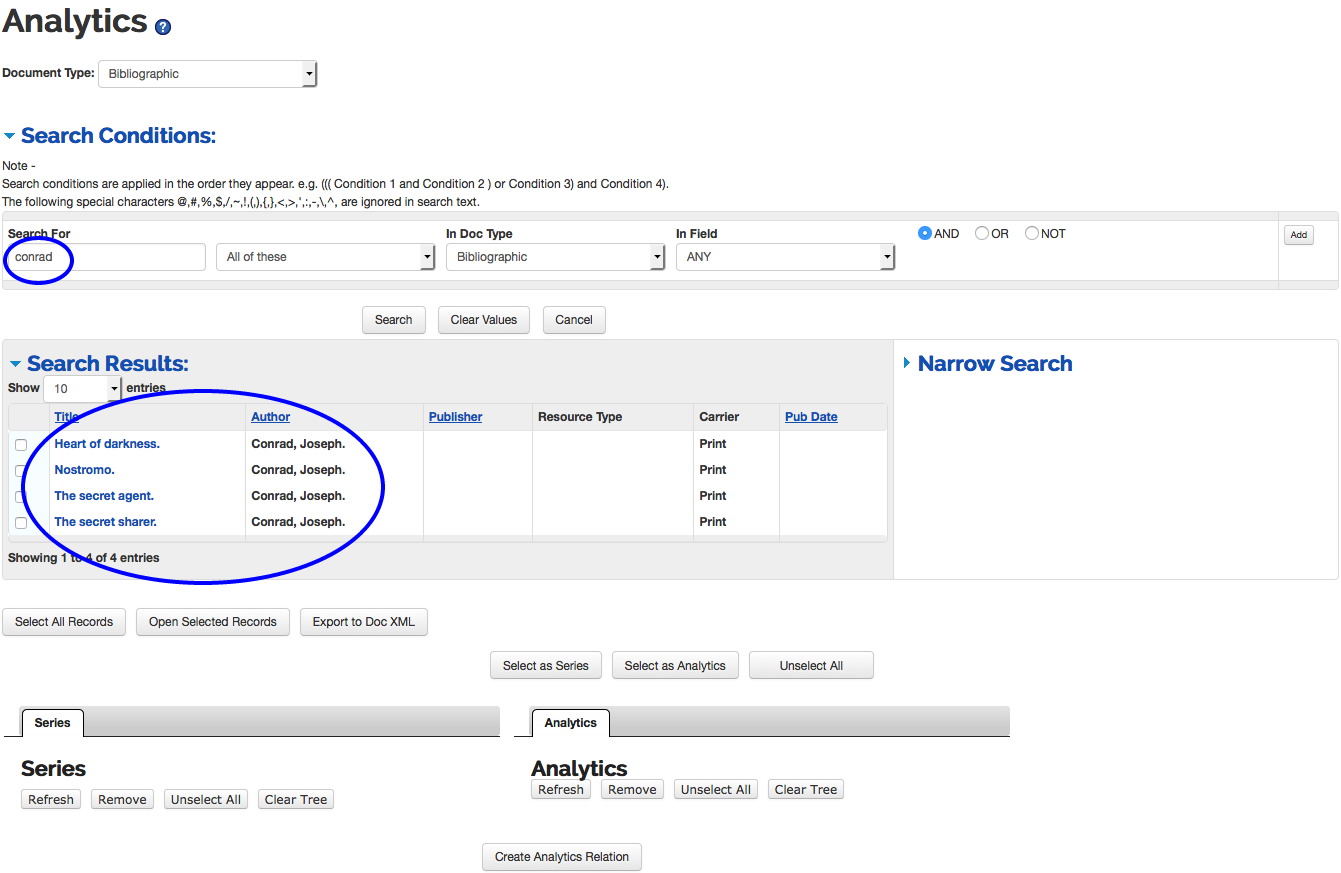 Analytics ?
Document Type: Bibliographic
Search Conditions:
Note -
Search conditions are applied in the order they appear. e.g. ((( Condition 1 and Condition 2 ) or Condition 3) and Condition 4).
The following special characters @,#,%,$,/,~,!,(,),{,},<,>,',:,-,\,^, are ignored in search text.
Search For In Doc Type In Field AND OR NOT Add
conrad All of these Bibliographic ANY
Search Clear Values Cancel
Search Results: Narrow Search
Show 10 entries
Title Author Publisher Resource Type Carrier Pub Date
Heart of darkness. Conrad, Joseph. Print
Nostromo. Conrad, Joseph. Print
The secret agent. Conrad, Joseph. Print
The secret sharer. Conrad, Joseph. Print
Showing 1 to 4 of 4 entries
Select All Records Open Selected Records Export to Doc XML
Select as Series Select as Analytics Unselect All
Series Analytics
Series Analytics
Refresh Remove Unselect All Clear Tree Refresh Remove Unselect All Clear Tree
Create Analytics Relation